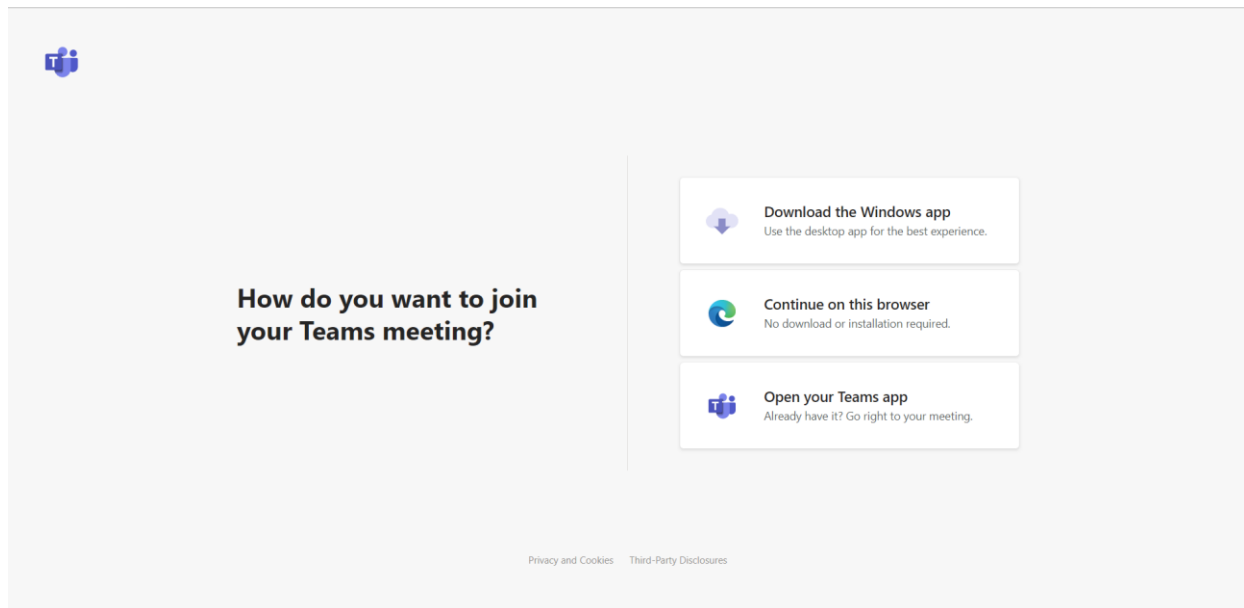 How do you want to join
your Teams meeting?
Download the Windows app
Use the desktop app for the best experience.
Continue on this browser
No download or installation required.
Open your Teams app
Already have it? Go right to your meeting.
Privacy and Cookies Third-Party Disclosures